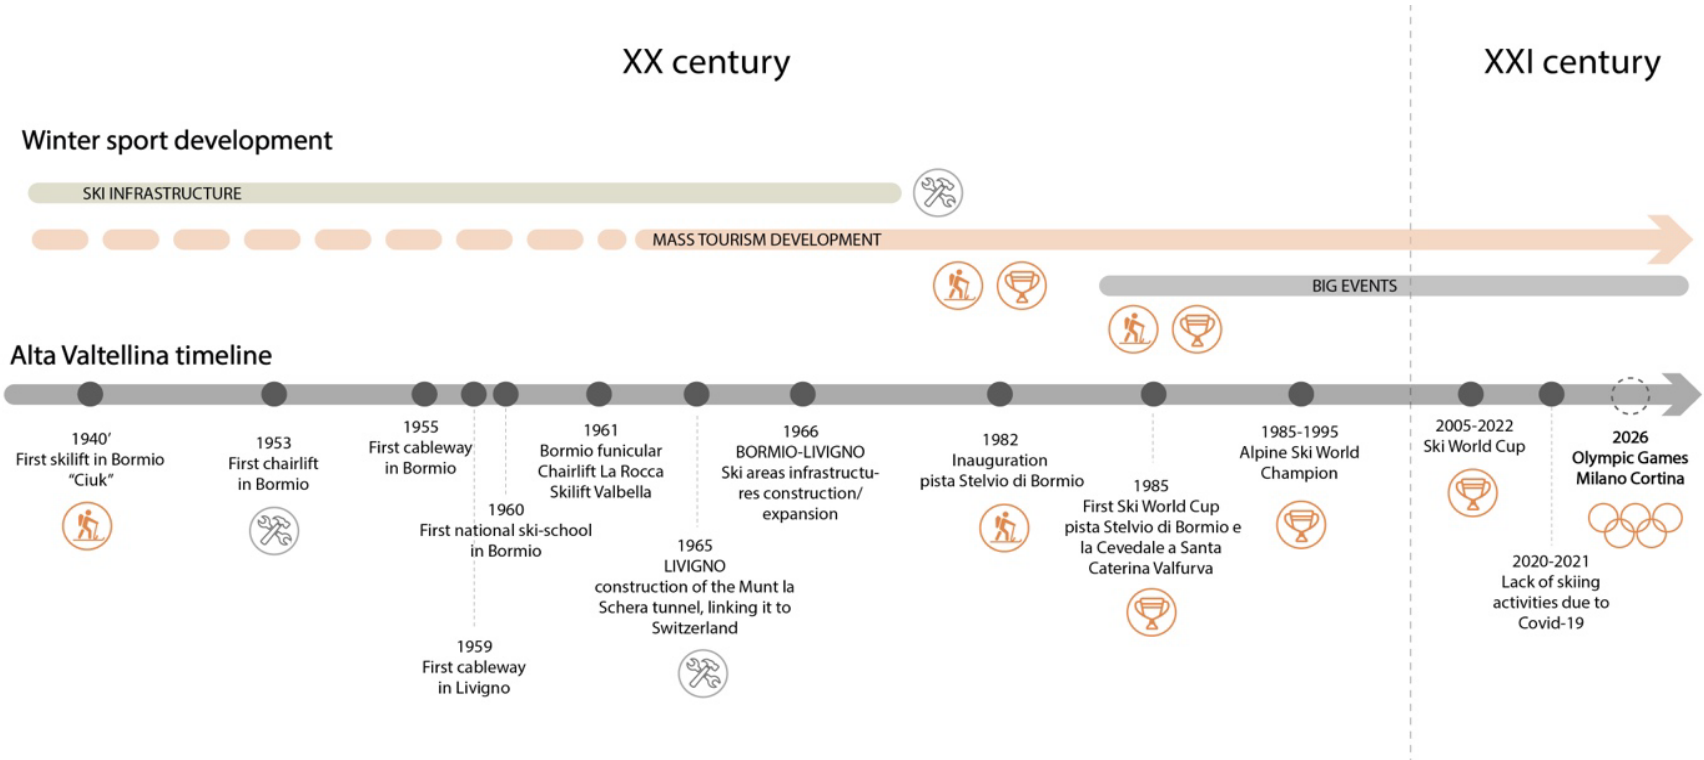 XX century
XXI century
Winter sport development
SKI INFRASTRUCTURE
MASS TOURISM DEVELOPMENT
BIG EVENTS
Alta Valtellina timeline
1940’
First skilift in Bormio
“Ciuk”
1953
First chairlift
in Bormio
1955
First cableway
in Bormio
1959
First cableway
in Livigno
1960
First national ski-school
in Bormio
1961
Bormio funicular
Chairlift La Rocca
Skilift Valbella
1965
LIVIGNO
construction of the Munt la
Schera tunnel, linking it to
Switzerland
1966
BORMIO-LIVIGNO
Ski areas infrastructu-
res construction/
expansion
1982
Inauguration
pista Stelvio di Bormio
1985
First Ski World Cup
pista Stelvio di Bormio e
la Cevedale a Santa
Caterina Valfurva
1985-1995
Alpine Ski World
Champion
2005-2022
Ski World Cup
2020-2021
Lack of skiing
activities due to
Covid-19
2026
Olympic Games
Milano Cortina